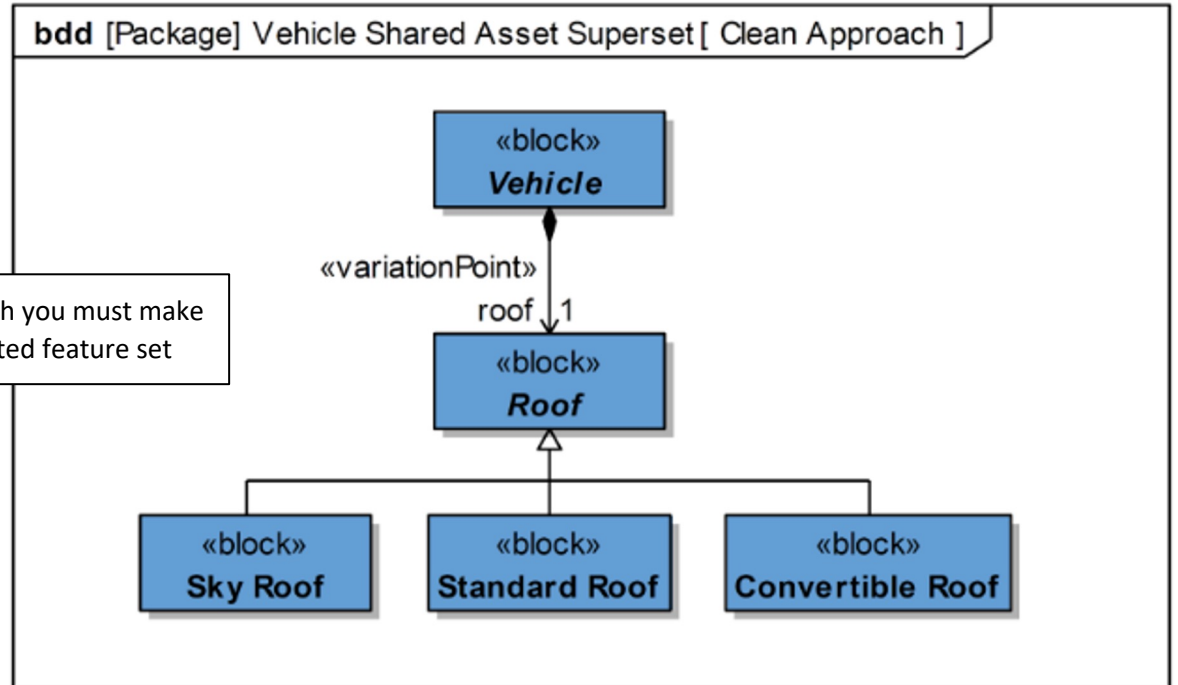 bdd [Package] Vehicle Shared Asset Superset[ Clean Approach ]
«block»
Vehicle
«variationPoint»
roof 1
h you must make
ted feature set
«block»
Roof
«block»
Sky Roof
«block»
Standard Roof
«block»
Convertible Roof